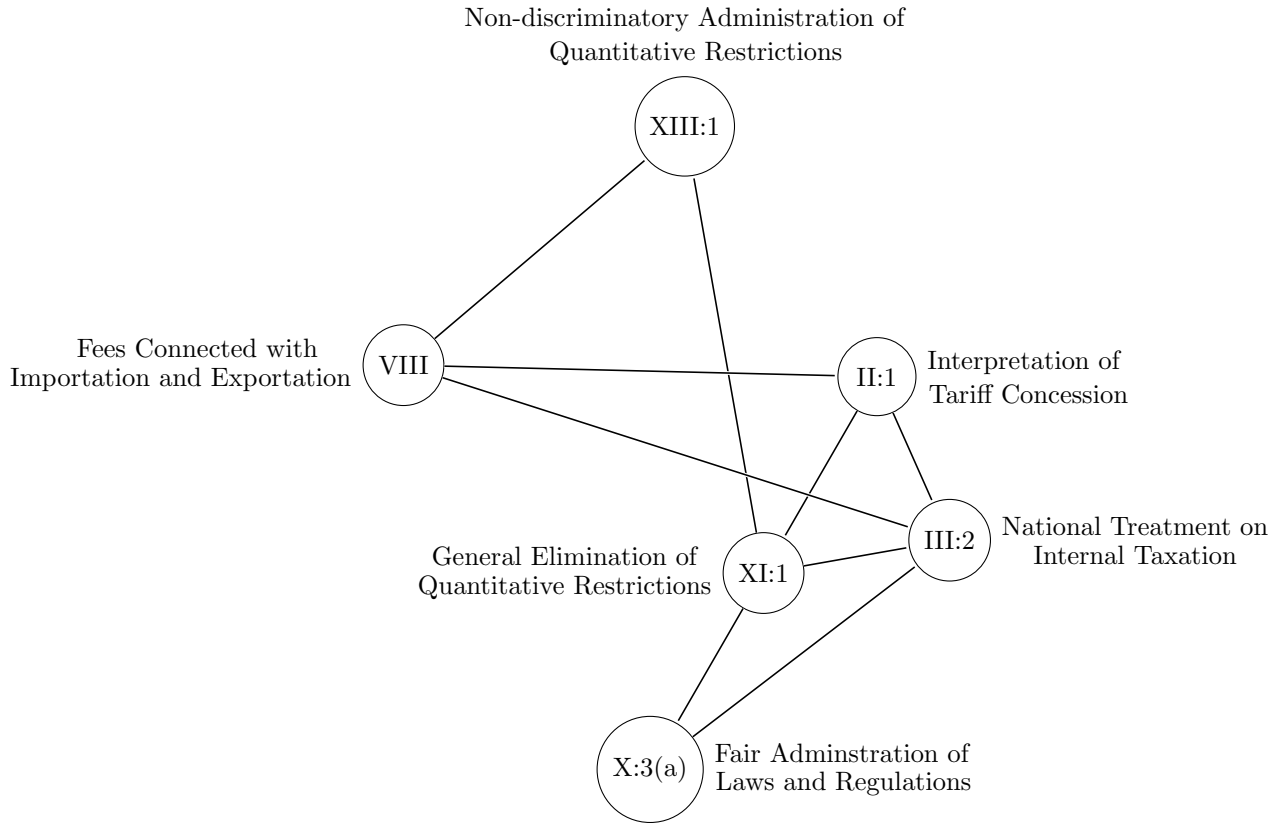 Non-discriminatory Administration of
Quantitative Restrictions
XIII:1
Fees Connected with
Importation and Exportation
VIII
II:1
Interpretation of
Tariff Concession
General Elimination of
Quantitative Restrictions
XI:1
III:2
National Treatment on
Internal Taxation
X:3(a)
Fair Adminstration of
Laws and Regulations